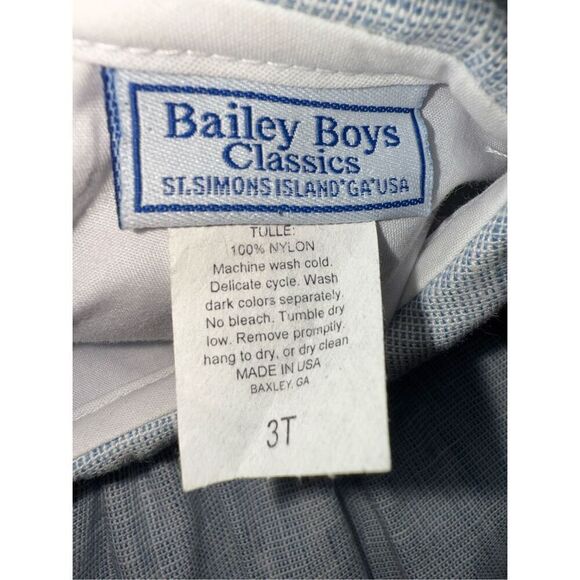 Bailey Boys
Classics
ST.SIMONS ISLAND*GA*USA
TULLE:
100% NYLON
Machine wash cold.
Delicate cycle. Wash
dark colors separately.
No bleach. Tumble dry
low. Remove promptly.
hang to dry, or dry clean
MADE IN USA
BAXLEY, GA
3T